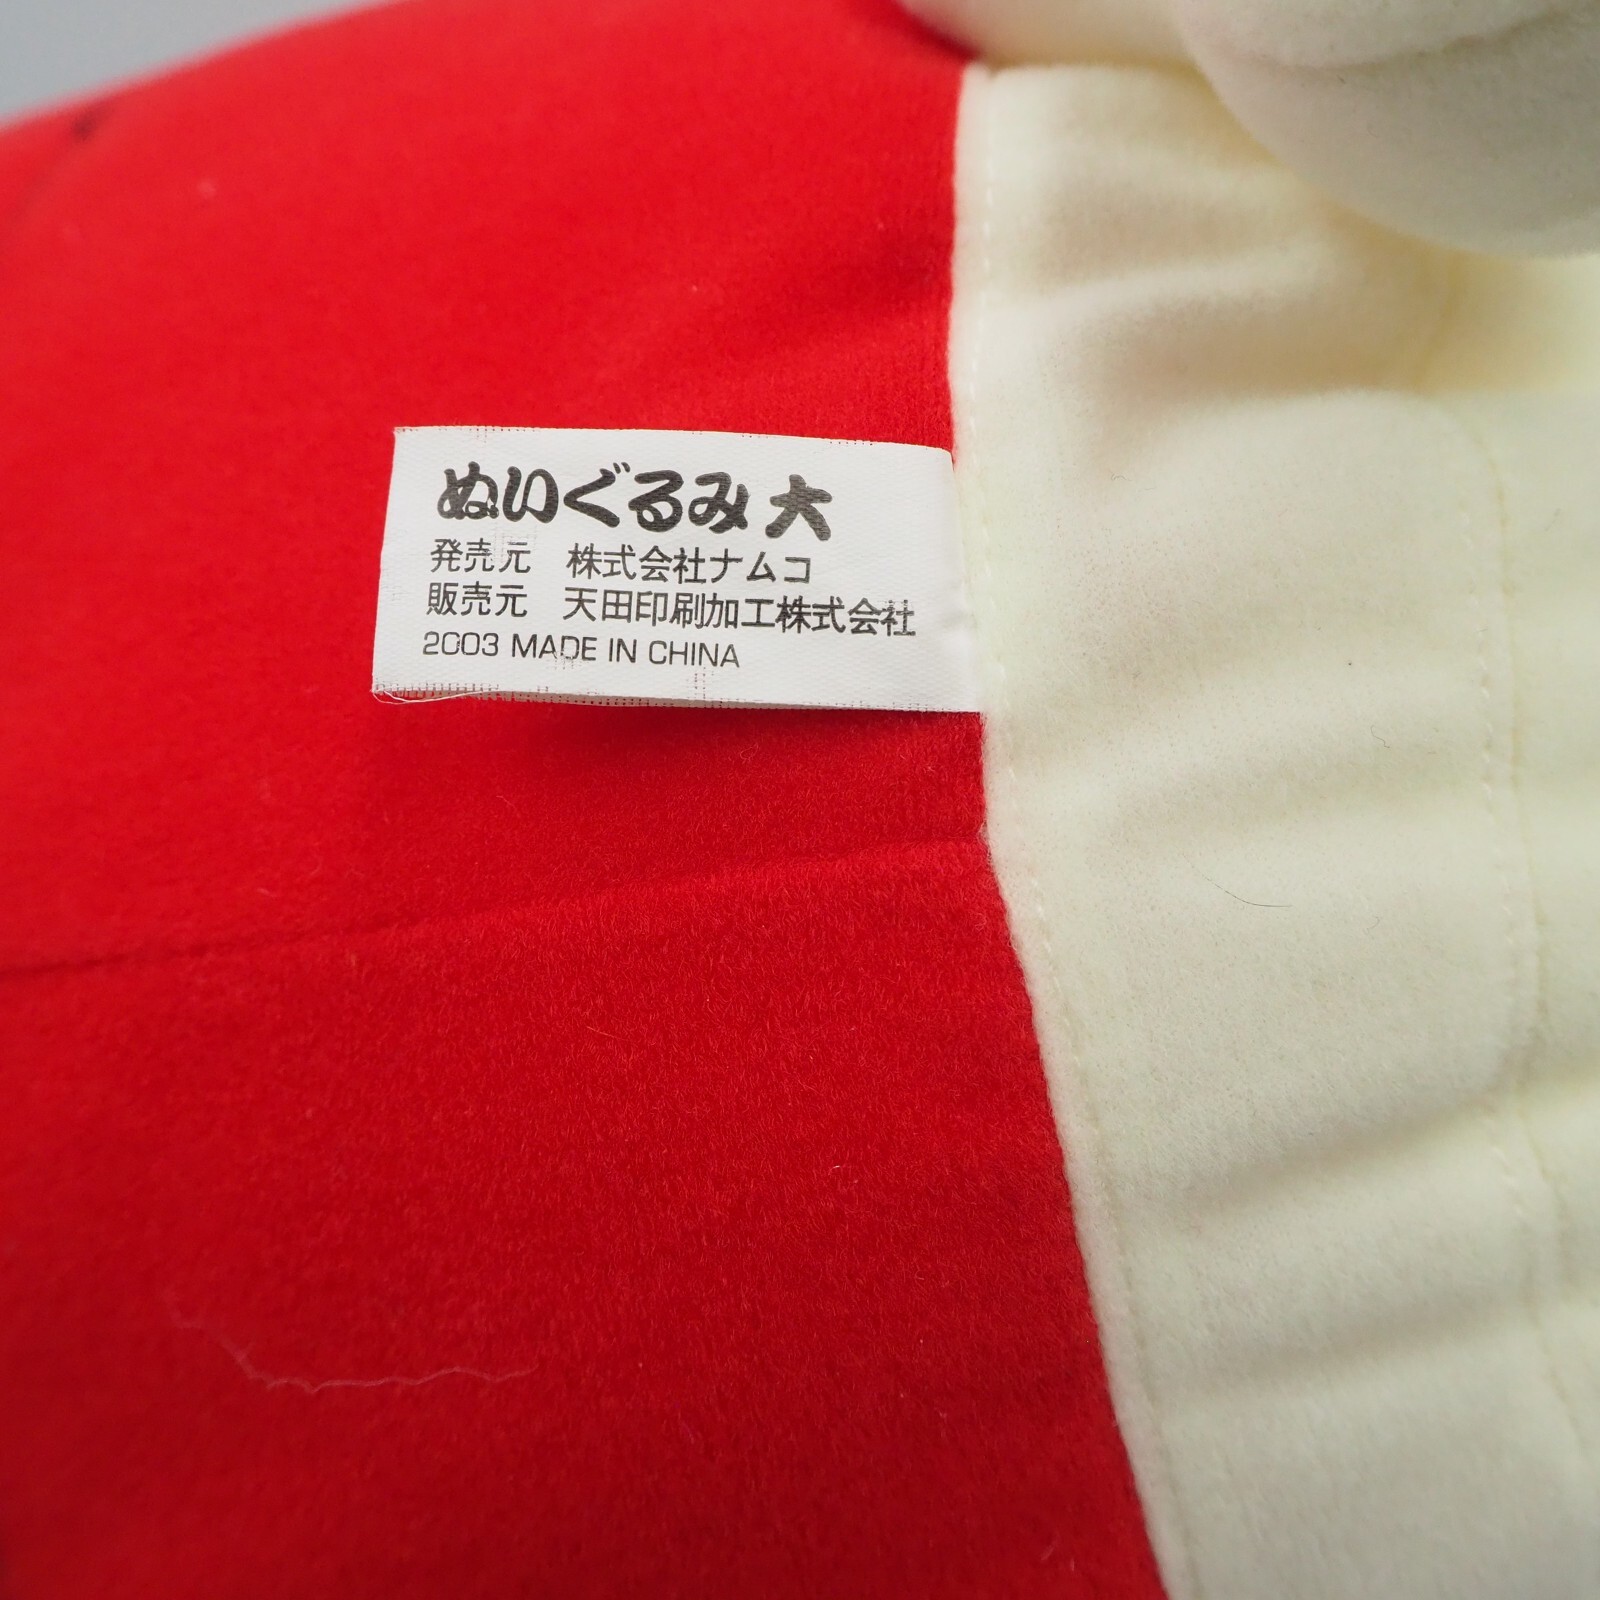 ぬいぐるみ 大
発売元　株式会社ナムコ
販売元　天田印刷加工株式会社
2003 MADE IN CHINA